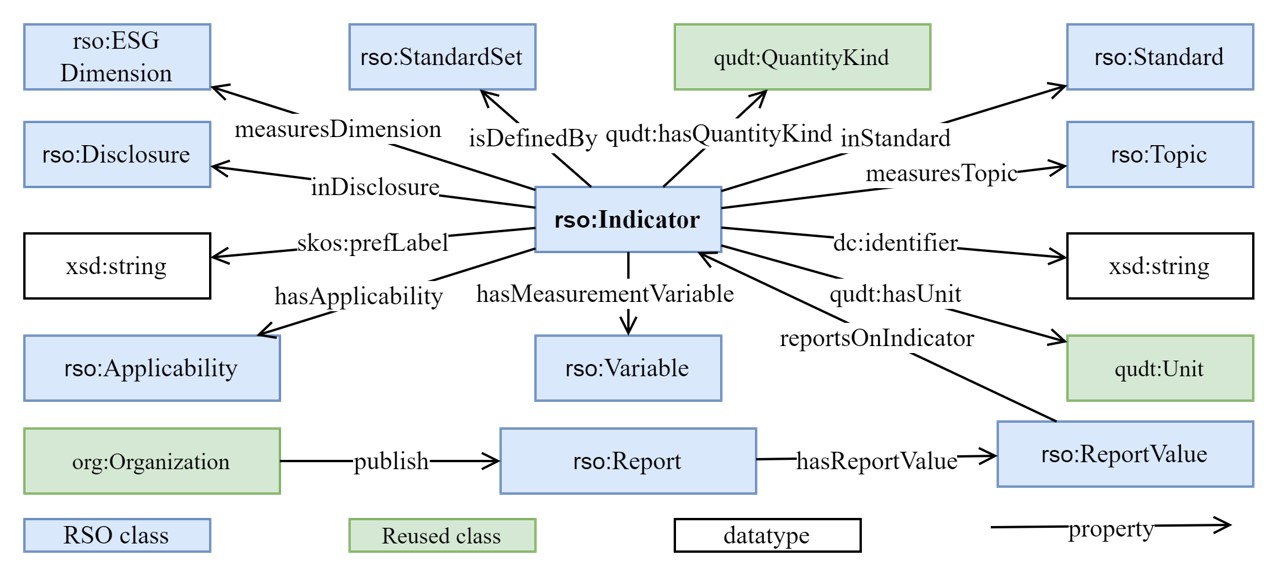 rso:ESG
Dimension
rso:StandardSet
qudt:QuantityKind
rso:Standard
measuresDimension
isDefinedBy
qudt:hasQuantityKind
inStandard
rso:Disclosure
rso:Topic
inDisclosure
measuresTopic
rso:Indicator
xsd:string
skos:prefLabel
dc:identifier
xsd:string
hasApplicability
hasMeasurementVariable
qudt:hasUnit
reportsOnIndicator
rso:Applicability
rso:Variable
qudt:Unit
org:Organization
publish
rso:Report
hasReportValue
rso:ReportValue
RSO class
Reused class
datatype
property